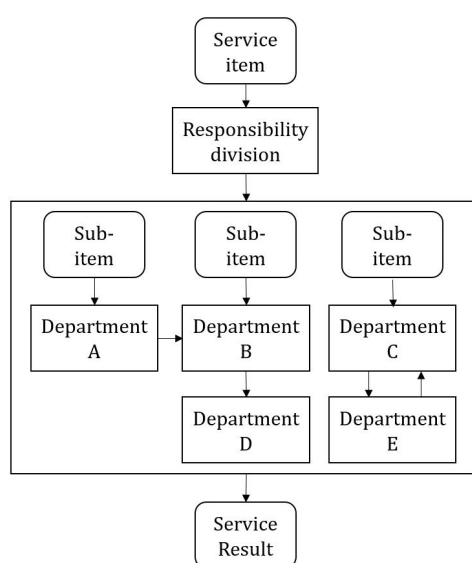 Service
item
Responsibility
division
Sub-
item
Sub-
item
Sub-
item
Department
A
Department
B
Department
C
Department
D
Department
E
Service
Result